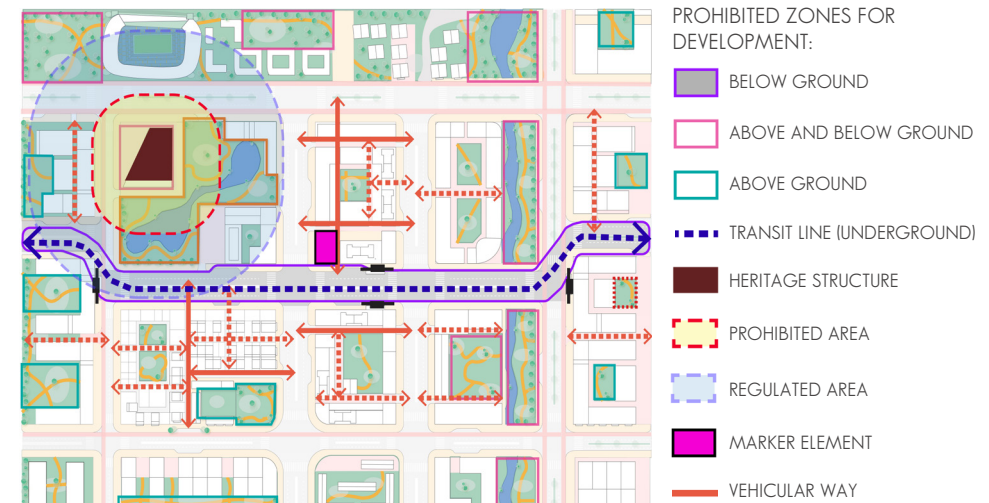 PROHIBITED ZONES FOR
DEVELOPMENT:
BELOW GROUND
ABOVE AND BELOW GROUND
ABOVE GROUND
TRANSIT LINE (UNDERGROUND)
HERITAGE STRUCTURE
PROHIBITED AREA
REGULATED AREA
MARKER ELEMENT
VEHICULAR WAY